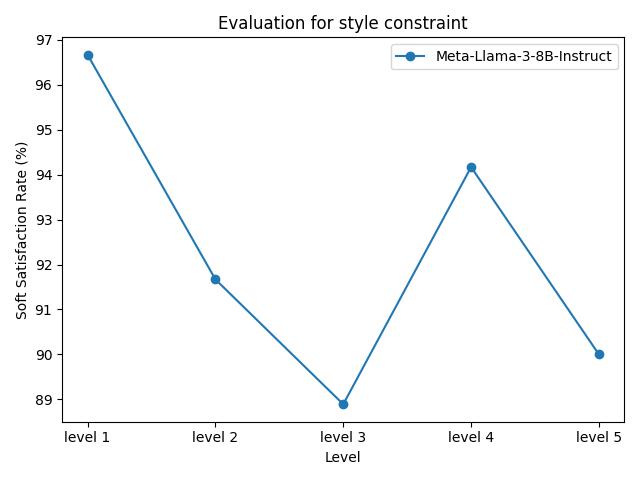 Evaluation for style constraint
Meta-Llama-3-8B-Instruct
Soft Satisfaction Rate (%)
97
96
95
94
93
92
91
90
89
level 1 level 2 level 3 level 4 level 5
Level